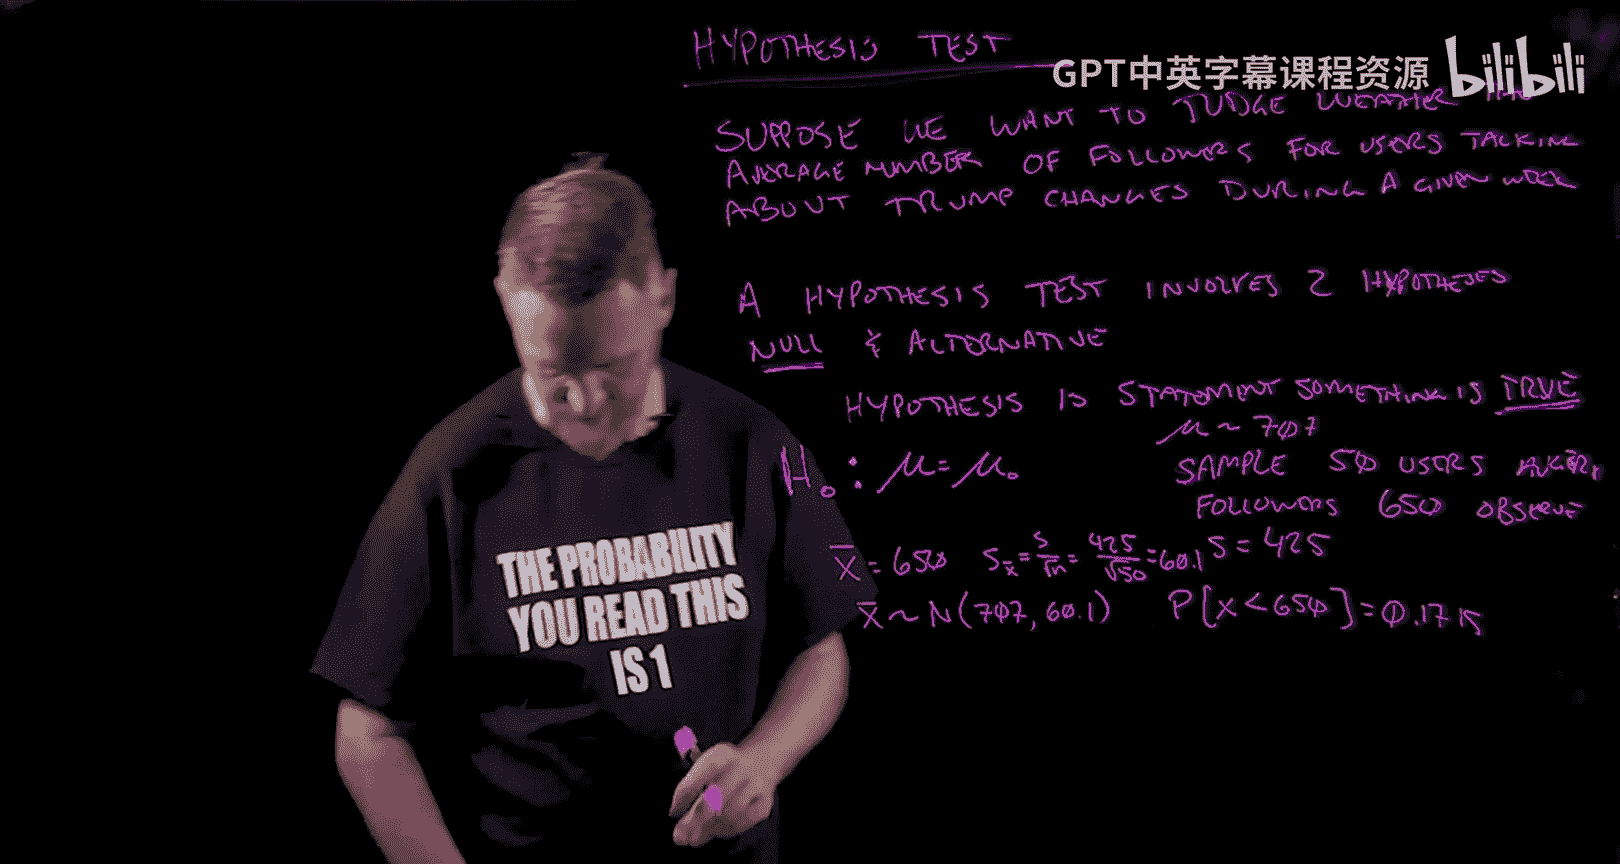 HYPOTHESIS TEST
GPT中英字幕课程资源 bilibili
SUPPOSE WE WANT TO JUDGE WEATHER
AVERAGE NUMBER OF FOLLOWERS FOR USERS TALKING
ABOUT TRUMP CHANGES DURING A GIVEN WEEK
A HYPOTHESIS TEST INVOLVES 2 HYPOTHESES
NULL & ALTERNATIVE
HYPOTHESIS IS STATEMENT SOMETHING IS TRUE
μ ~ 707
H₀ : μ = μ₀
SAMPLE 50 USERS
FOLLOWERS 650 OBSERVE
x̄ = 650 s_x̄ = s/√n = 425/√50 = 60.1 S = 425
x̄ ~ N(707, 60.1) P[x < 650] = 0.1715
THE PROBABILITY
YOU READ THIS
IS 1